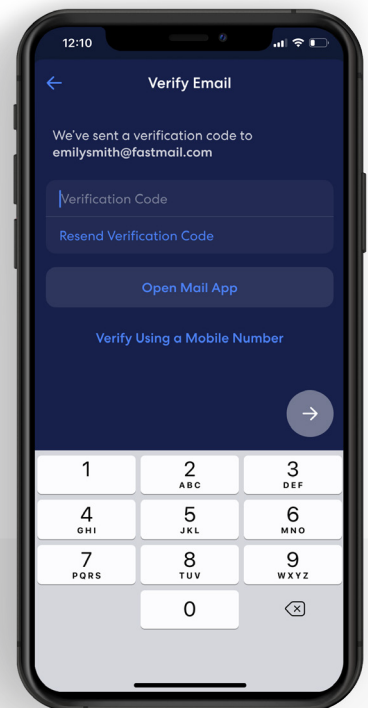 12:10
Verify Email
We've sent a verification code to
emilysmith@fastmail.com
Verification Code
Resend Verification Code
Open Mail App
Verify Using a Mobile Number
1 2 3
ABC DEF
4 5 6
GHI JKL MNO
7 8 9
PQRS TUV WXYZ
0